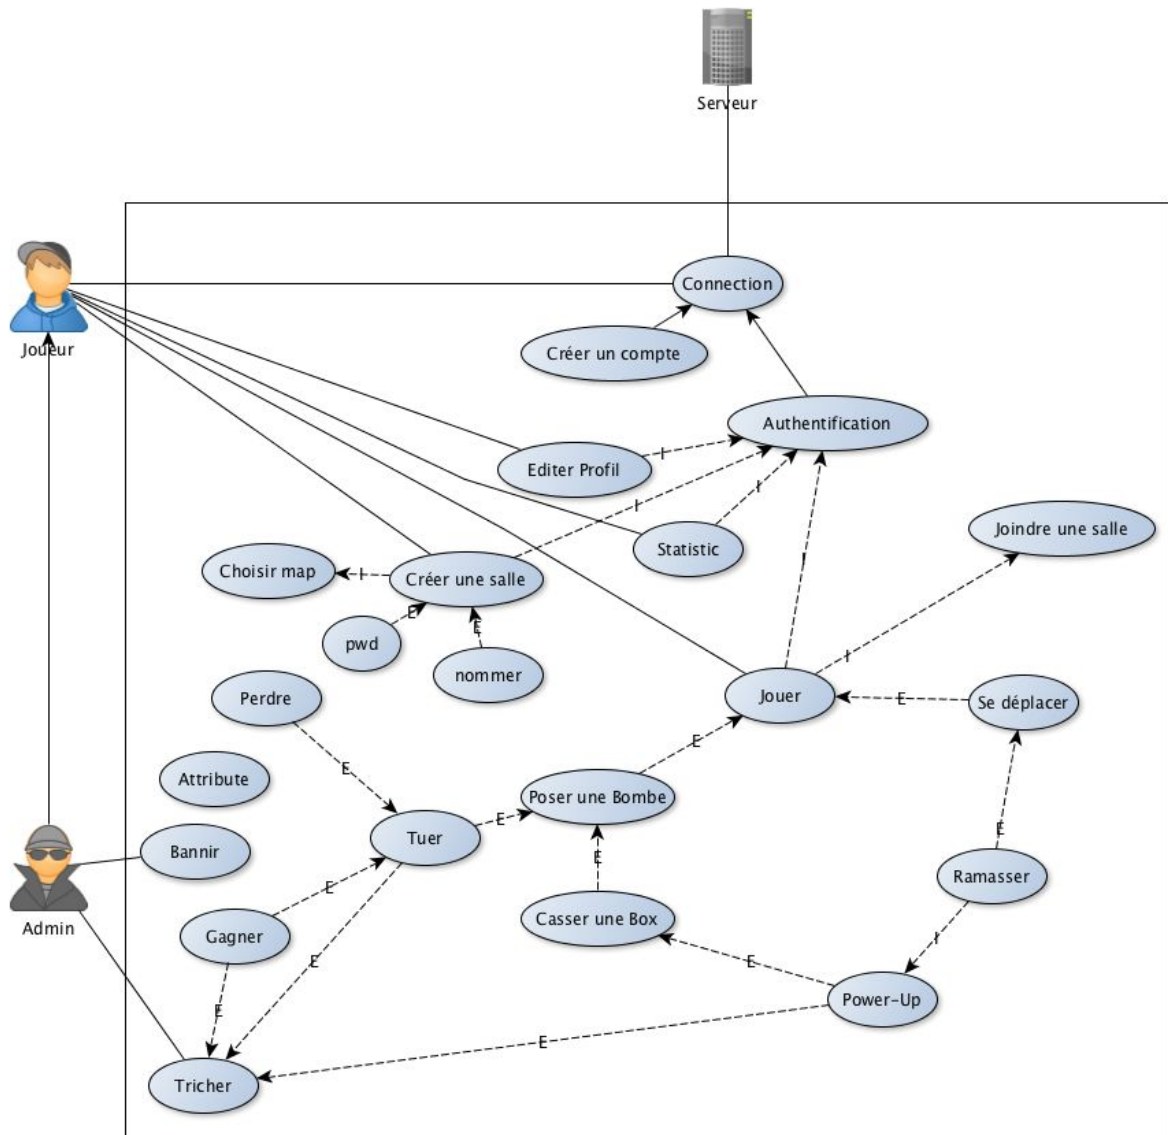 Serveur
Connection
Joueur
Créer un compte
Authentification
Editer Profil
I
I
I
Statistic
Joindre une salle
Choisir map
I
Créer une salle
I
E
pwd
E
nommer
I
Perdre
Jouer
E
Se déplacer
E
E
Attribute
Poser une Bombe
E
Tuer
E
E
Bannir
E
Ramasser
E
Admin
Gagner
Casser une Box
I
E
E
Power-Up
E
E
Tricher